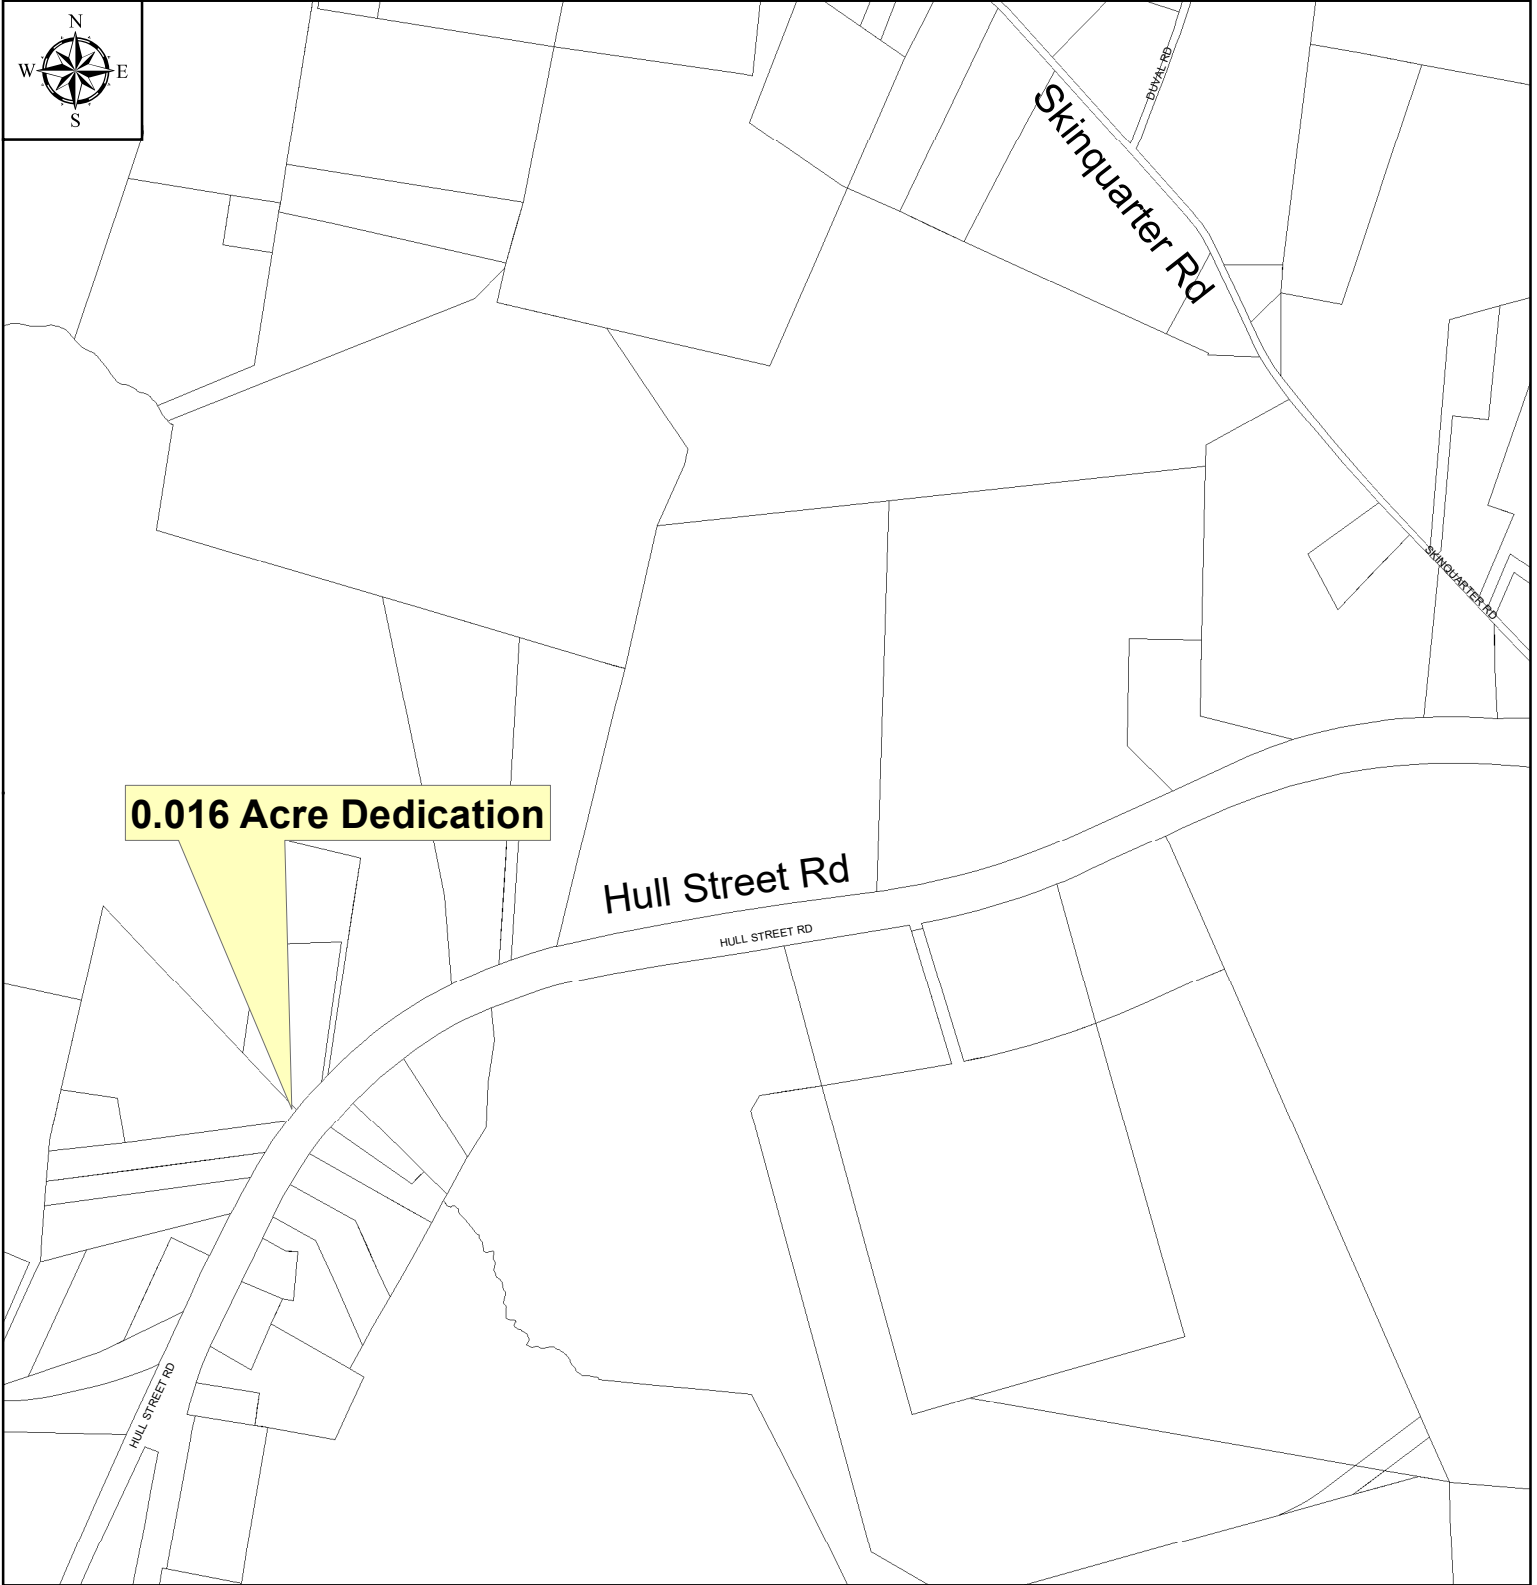 N
W E
S
DUVAL RD
Skinquarter Rd
SKINQUARTER RD
0.016 Acre Dedication
Hull Street Rd
HULL STREET RD
HULL STREET RD